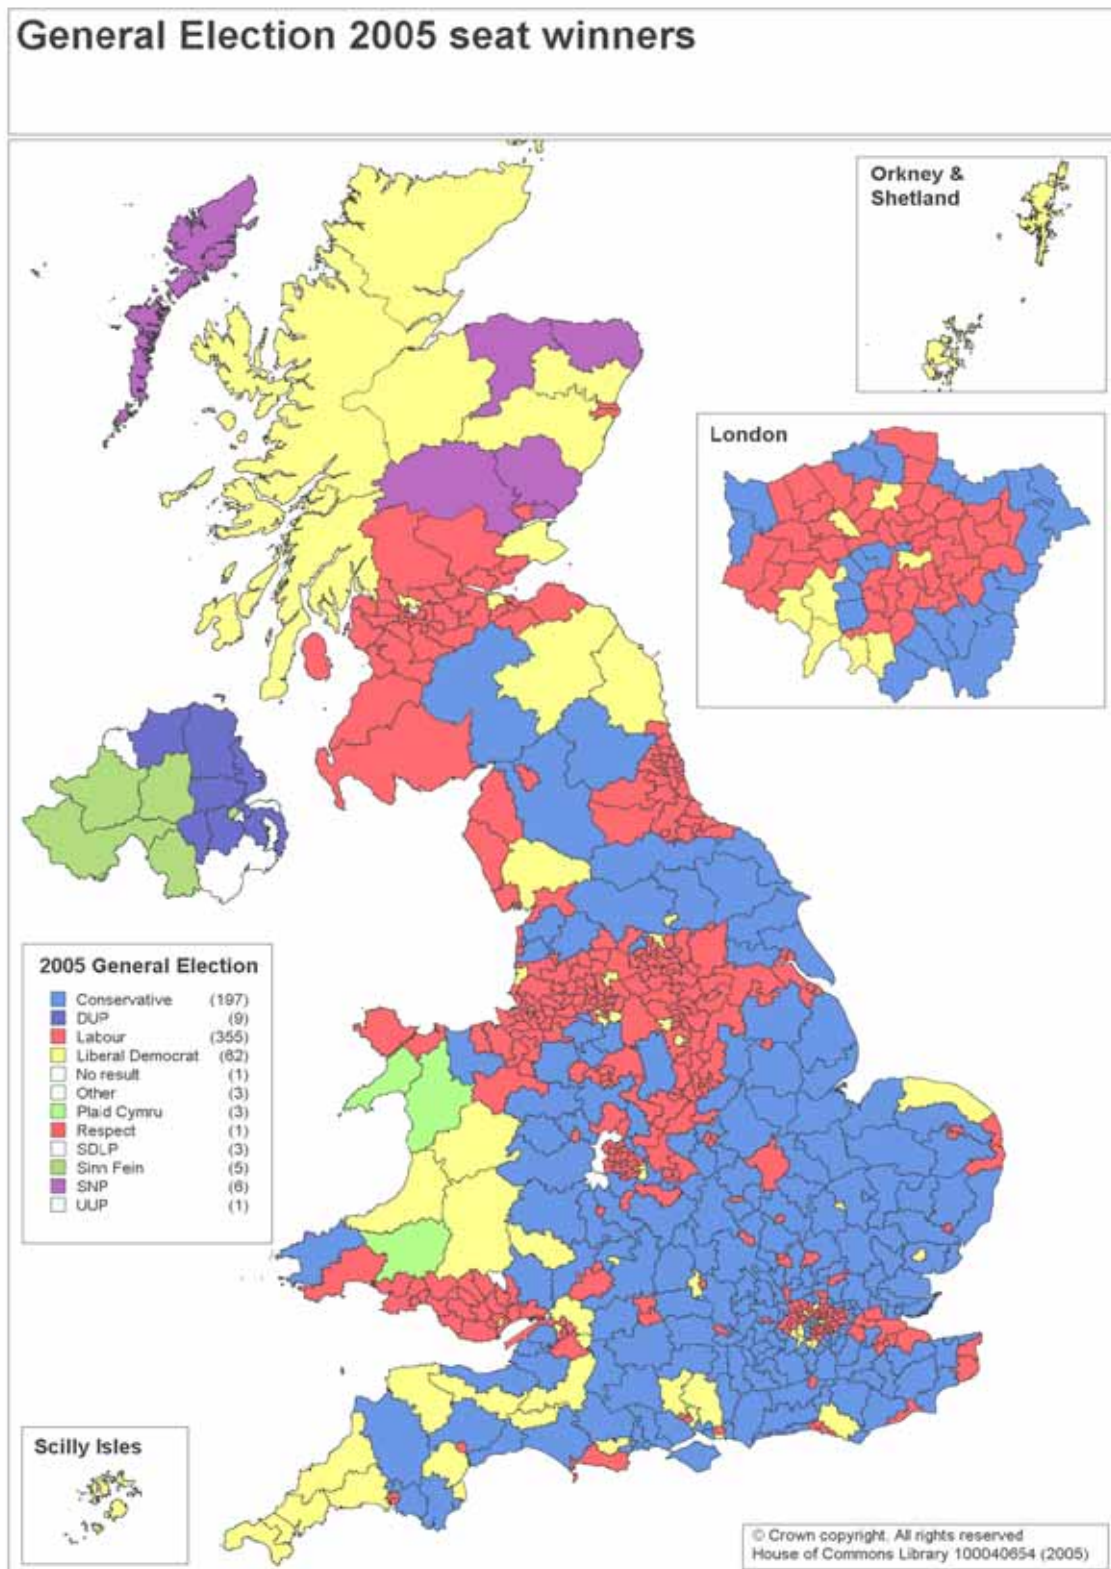 General Election 2005 seat winners
Orkney &
Shetland
London
2005 General Election
Conservative (197)
DUP (9)
Labour (355)
Liberal Democrat (62)
No result (1)
Other (3)
Plaid Cymru (3)
Respect (1)
SDLP (3)
Sinn Fein (5)
SNP (6)
UUP (1)
Scilly Isles
© Crown copyright. All rights reserved
House of Commons Library 100040654 (2005)